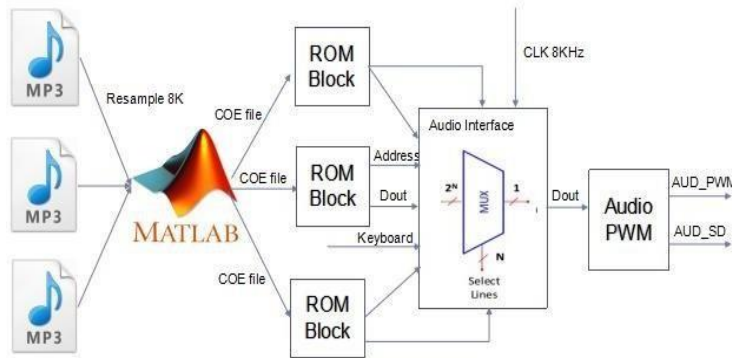 MP3
Resample 8K
MP3
MP3
MATLAB
COE file
COE file
COE file
ROM
Block
ROM
Block
ROM
Block
Address
Dout
Keyboard
CLK 8KHz
Audio Interface
2N
MUX
1
N
Select
Lines
Dout
Audio
PWM
AUD_PWM
AUD_SD